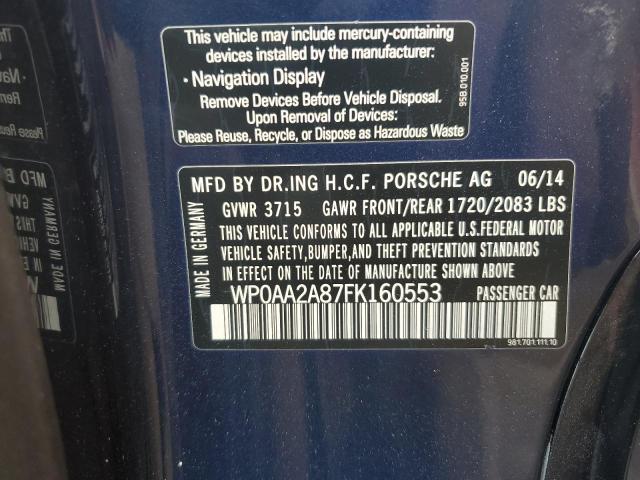 This vehicle may include mercury-containing
devices installed by the manufacturer:
· Navigation Display
Remove Devices Before Vehicle Disposal.
Upon Removal of Devices:
Please Reuse, Recycle, or Dispose as Hazardous Waste
95B.010.001
MFD BY DR.ING H.C.F. PORSCHE AG 06/14
GVWR 3715 GAWR FRONT/REAR 1720/2083 LBS
THIS VEHICLE CONFORMS TO ALL APPLICABLE U.S.FEDERAL MOTOR
VEHICLE SAFETY,BUMPER,AND THEFT PREVENTION STANDARDS
IN EFFECT ON THE DATE OF MANUFACTURE SHOWN ABOVE.
WP0AA2A87FK160553 PASSENGER CAR
MADE IN GERMANY
981.701.111.10